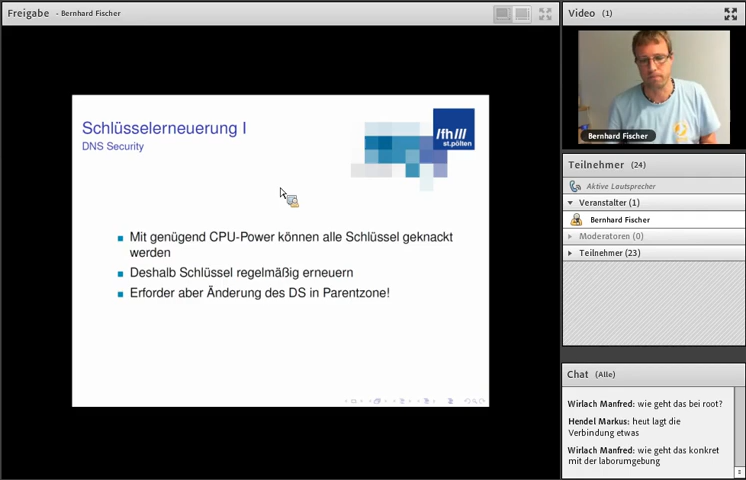 Freigabe - Bernhard Fischer
Schlüsselerneuerung I
DNS Security
/fh///
st.pölten
Mit genügend CPU-Power können alle Schlüssel geknackt
werden
Deshalb Schlüssel regelmäßig erneuern
Erforder aber Änderung des DS in Parentzone!
Video (1)
Bernhard Fischer
Teilnehmer (24)
Aktive Lautsprecher
Veranstalter (1)
Bernhard Fischer
Moderatoren (0)
Teilnehmer (23)
Chat (Alle)
Wirlach Manfred: wie geht das bei root?
Hendel Markus: heut lagt die
Verbindung etwas
Wirlach Manfred: wie geht das konkret
mit der laborumgebung